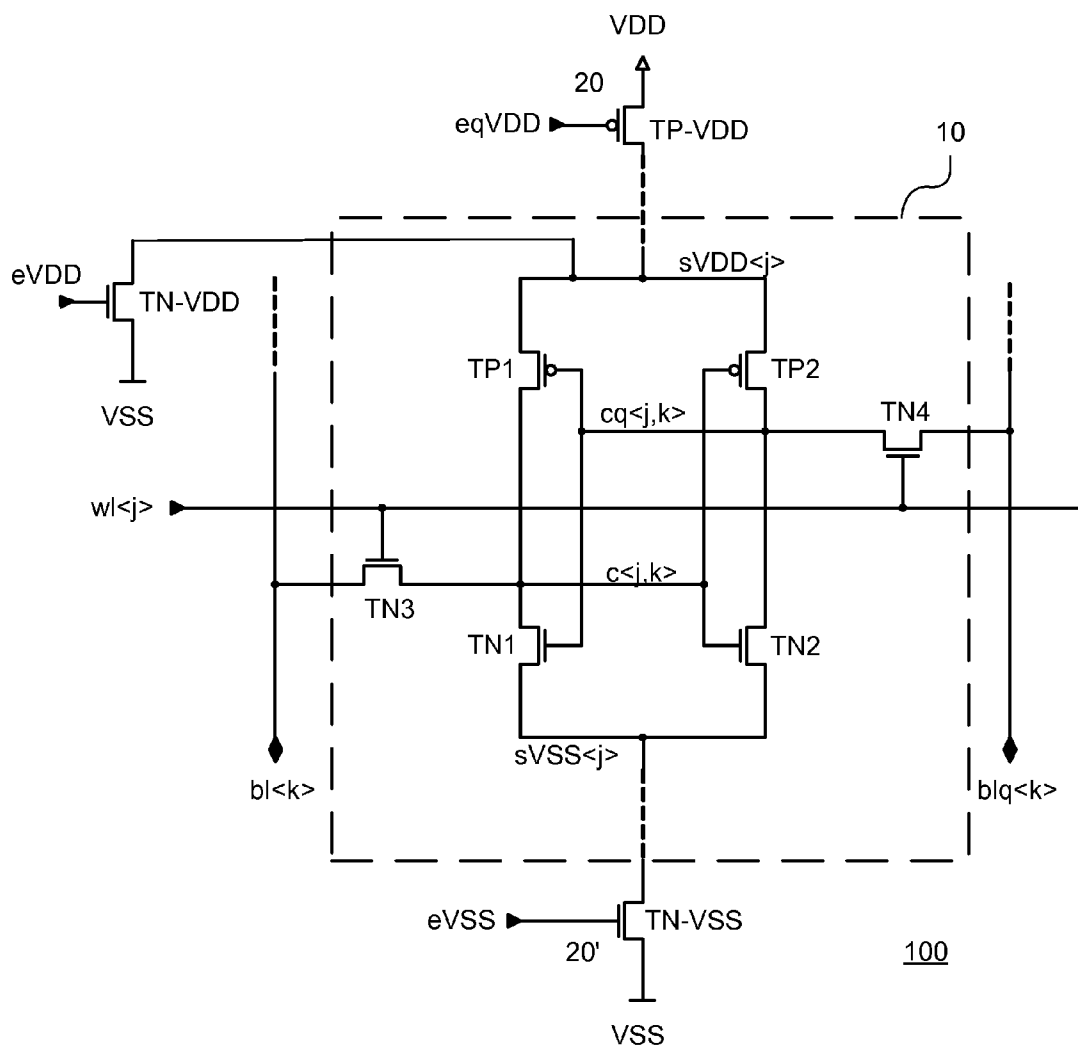 VDD
20
eqVDD
TP-VDD
10
sVDD<j>
eVDD
TN-VDD
VSS
TP1
TP2
cq<j,k>
TN4
wl<j>
c<j,k>
TN3
TN1
TN2
sVSS<j>
bl<k>
blq<k>
eVSS
TN-VSS
20'
100
VSS